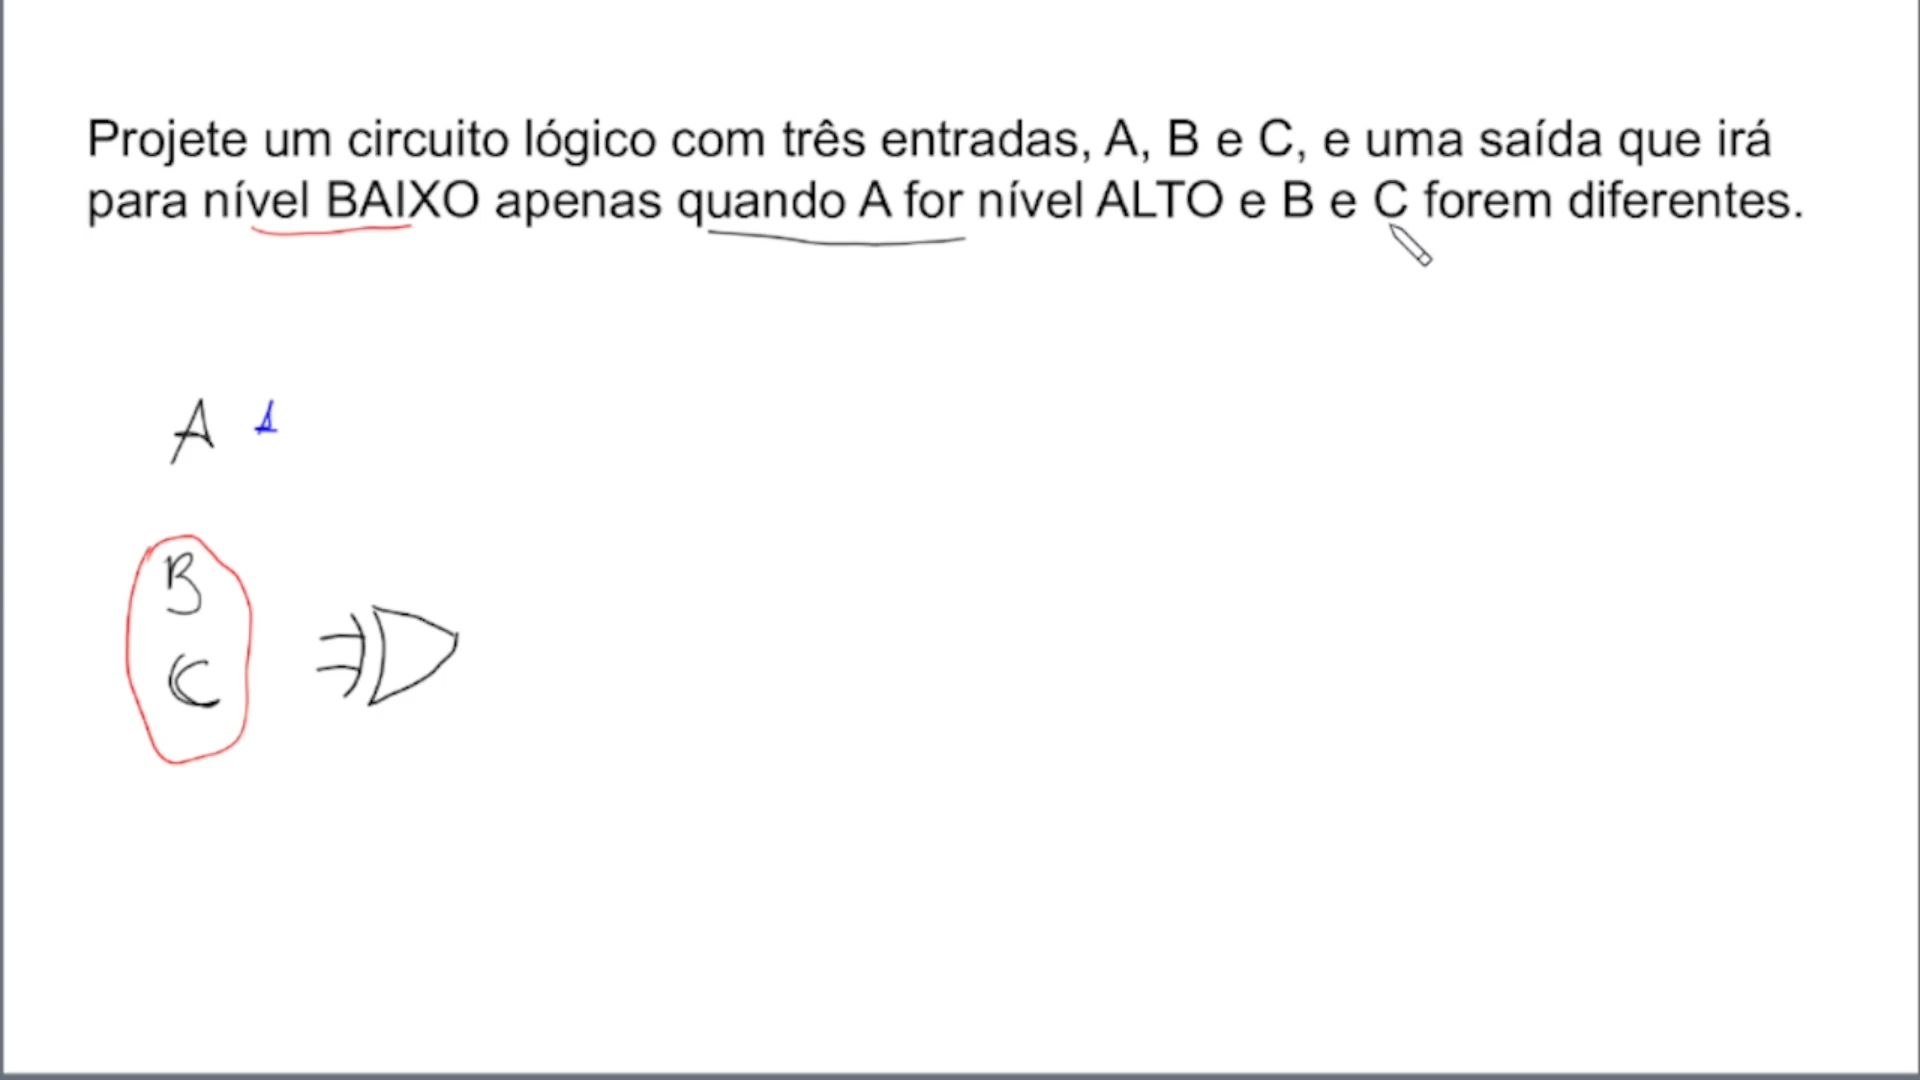 Projete um circuito lógico com três entradas, A, B e C, e uma saída que irá
para nível BAIXO apenas quando A for nível ALTO e B e C forem diferentes.
A 1
B
C